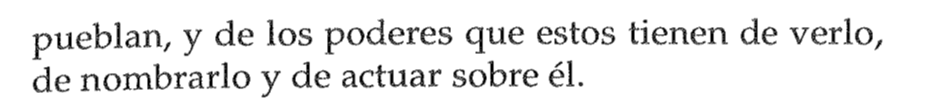 pueblan, y de los poderes que estos tienen de verlo,
de nombrarlo y de actuar sobre él.